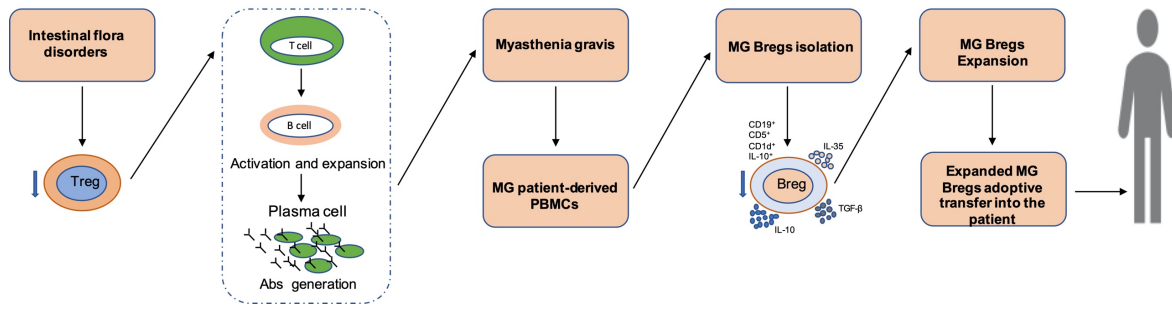 Intestinal flora
disorders
Treg
T cell
B cell
Activation and expansion
Plasma cell
Abs generation
Myasthenia gravis
MG patient-derived
PBMCs
MG Bregs isolation
CD19⁺
CD5⁺
CD1d⁺
IL-10⁺
IL-35
Breg
TGF-β
IL-10
MG Bregs
Expansion
Expanded MG
Bregs adoptive
transfer into the
patient